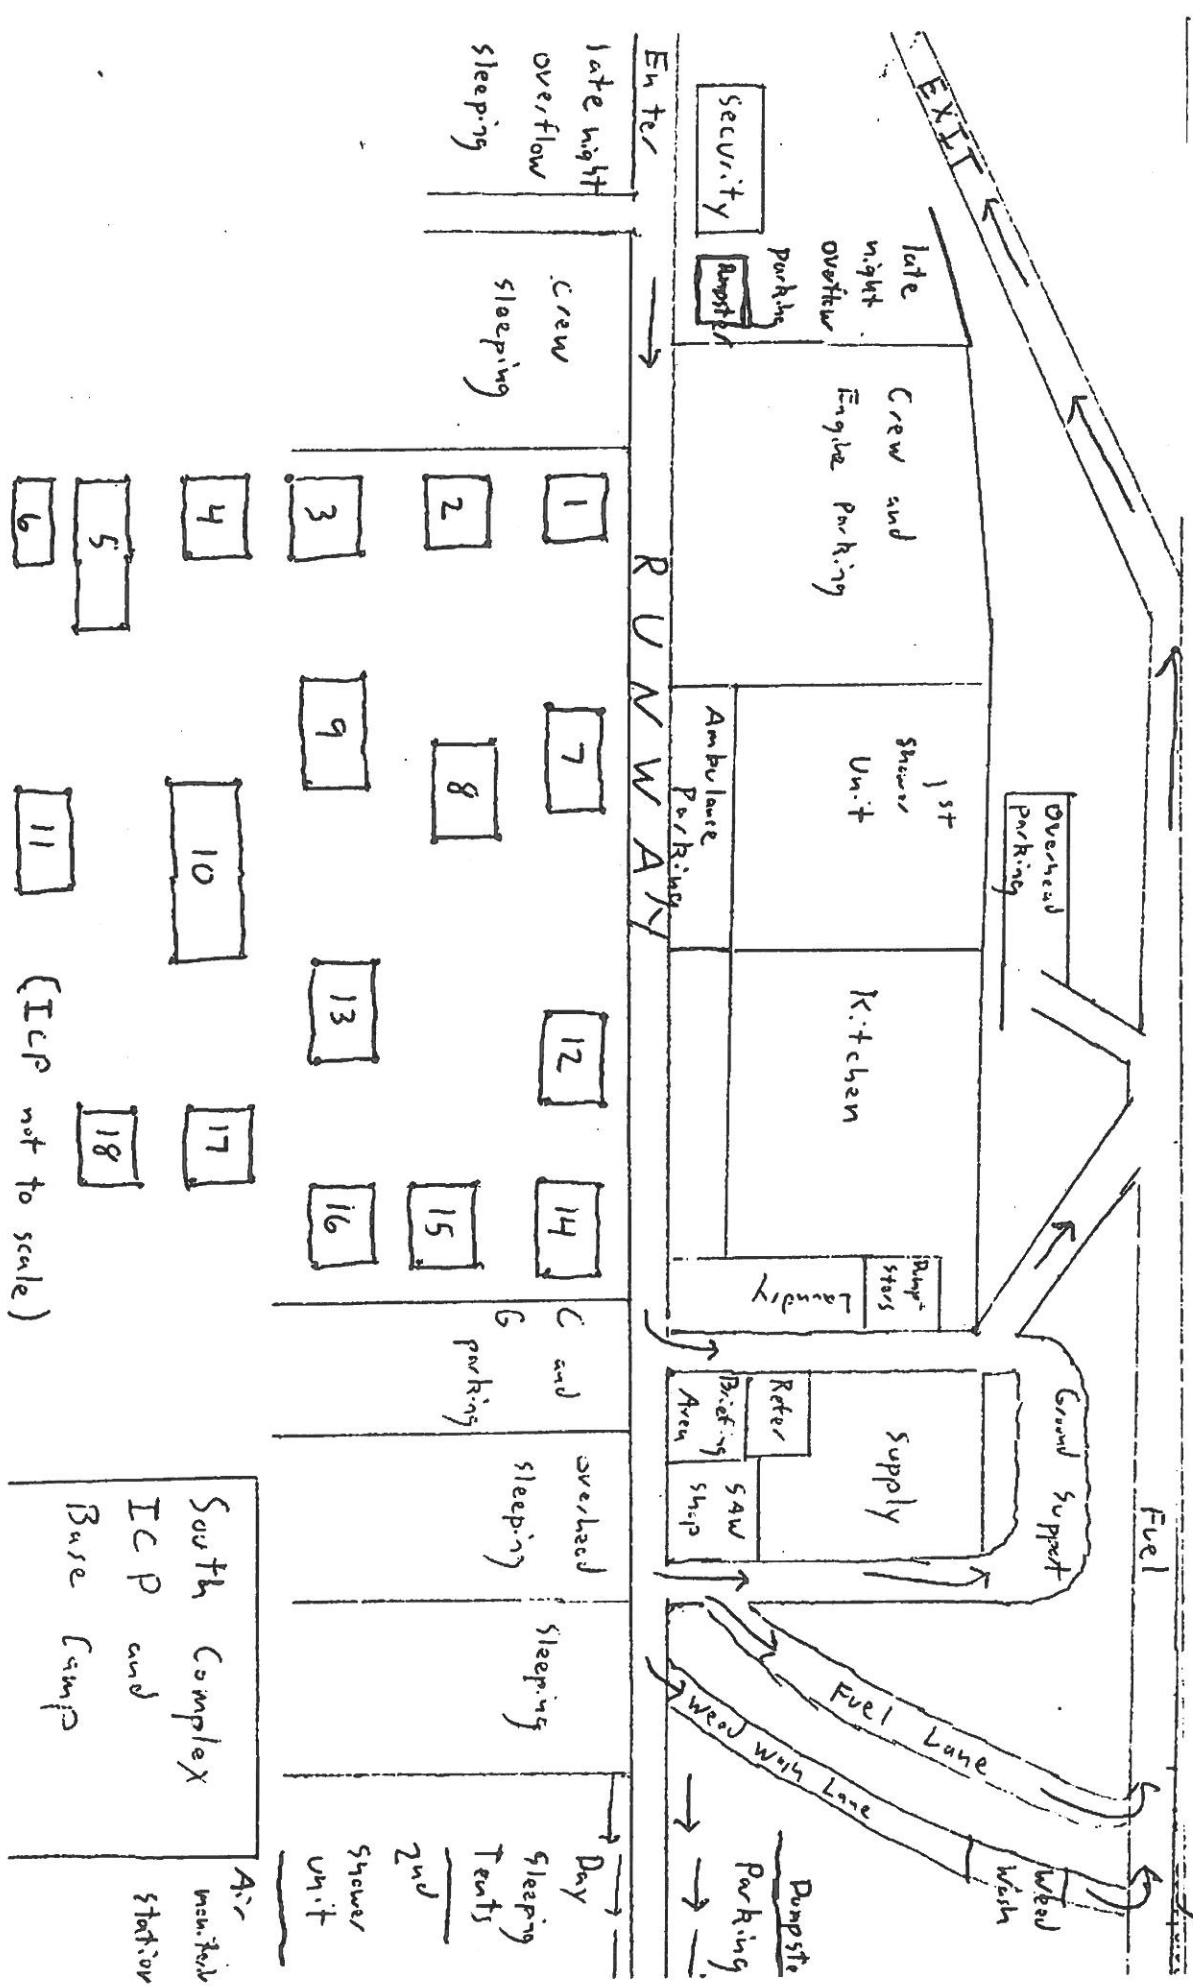 EXIT
Enter
Security
late night
overflow
sleeping
late
night
overflow
parking
Dumpster
Crew
sleeping
Crew and
Engine parking
RUNWAY
1
2
3
4
5
6
7
8
9
10
11
12
13
14
15
16
17
18
1st
Shower
Unit
Ambulance
Parking
overhead
parking
Kitchen
Dump-
sters
Laundry
(ICP not to scale)
C and
G
parking
Refer
Briefing
Area
Supply
SAW
Shop
Ground Support
Fuel
overhead
sleeping
Sleeping
Fuel Lane
Weed Wash Lane
Weed
Wash
South Complex
ICP and
Base Camp
Day
Sleeping
Tents
2nd
Shower
Unit
Air
station
Dumpste
Parking